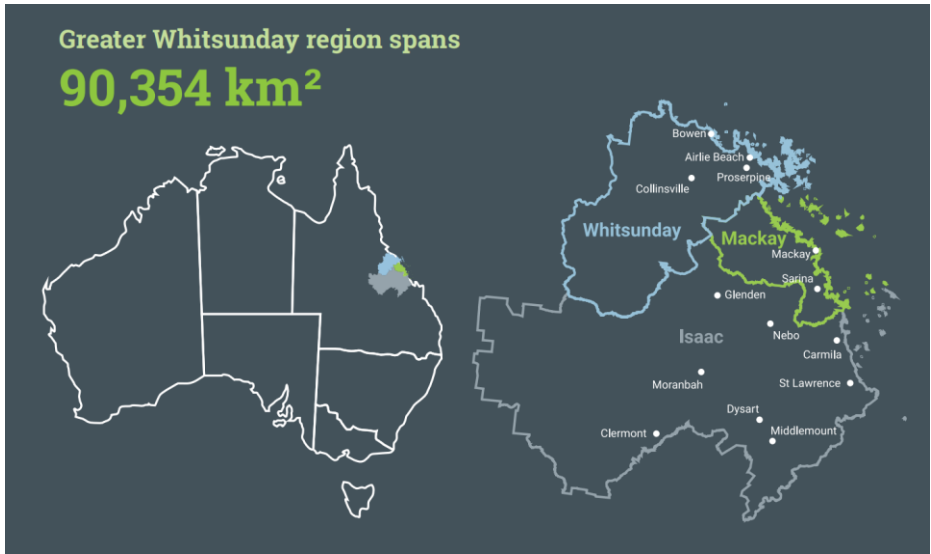 Greater Whitsunday region spans
90,354 km²
Bowen
Airlie Beach
Proserpine
Collinsville
Whitsunday
Mackay
Mackay
Sarina
Glenden
Nebo
Isaac
Carmila
Moranbah
St Lawrence
Dysart
Middlemount
Clermont